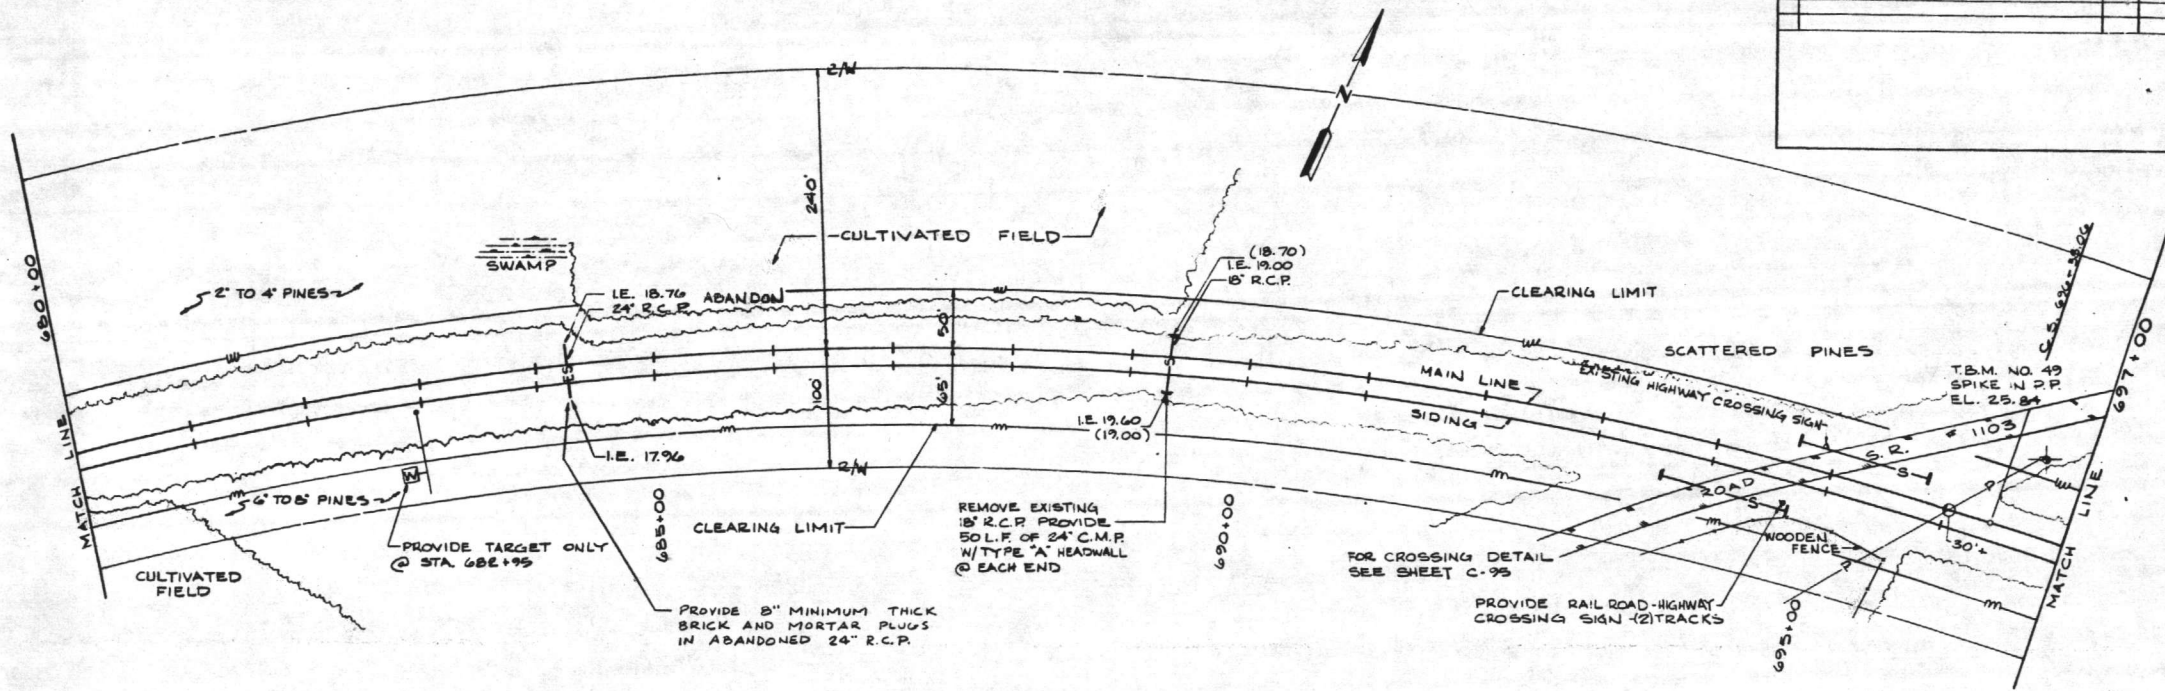 R/W
N
240'
CULTIVATED FIELD
SWAMP
2" TO 4" PINES
680+00
I.E. 18.76 ABANDON
24" R.C.P.
50'
(18.70)
I.E. 19.00
18" R.C.P.
CLEARING LIMIT
SCATTERED PINES
697+00
T.B.M. NO. 49
SPIKE IN P.P.
EL. 25.84
MAIN LINE
EXISTING HIGHWAY CROSSING SIGN
SIDING
S.R. 1103
ROAD
S
S
S
100'
65'
I.E. 19.60
(19.00)
I.E. 17.96
R/W
MATCH LINE
W
6" TO 8" PINES
PROVIDE TARGET ONLY
@ STA. 682+95
CULTIVATED
FIELD
685+00
CLEARING LIMIT
REMOVE EXISTING
18" R.C.P. PROVIDE
50 L.F. OF 24" C.M.P.
W/TYPE "A" HEADWALL
@ EACH END
690+00
FOR CROSSING DETAIL
SEE SHEET C-95
WOODEN
FENCE
30'±
PROVIDE RAILROAD-HIGHWAY
CROSSING SIGN-(2)TRACKS
695+00
MATCH LINE
PROVIDE 8" MINIMUM THICK
BRICK AND MORTAR PLUGS
IN ABANDONED 24" R.C.P.